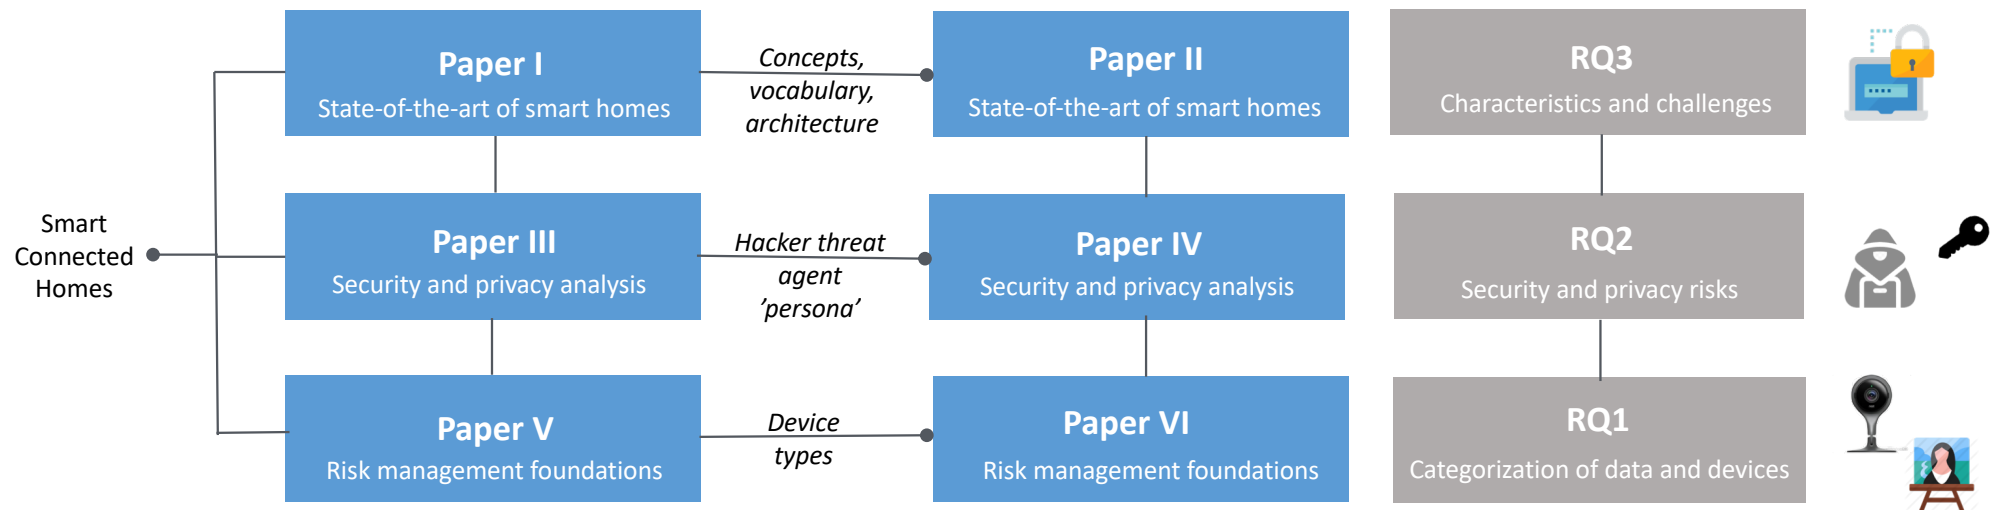 Smart
Connected
Homes
Paper I
State-of-the-art of smart homes
Concepts,
vocabulary,
architecture
Paper II
State-of-the-art of smart homes
RQ3
Characteristics and challenges
Paper III
Security and privacy analysis
Hacker threat
agent
’persona’
Paper IV
Security and privacy analysis
RQ2
Security and privacy risks
Paper V
Risk management foundations
Device
types
Paper VI
Risk management foundations
RQ1
Categorization of data and devices